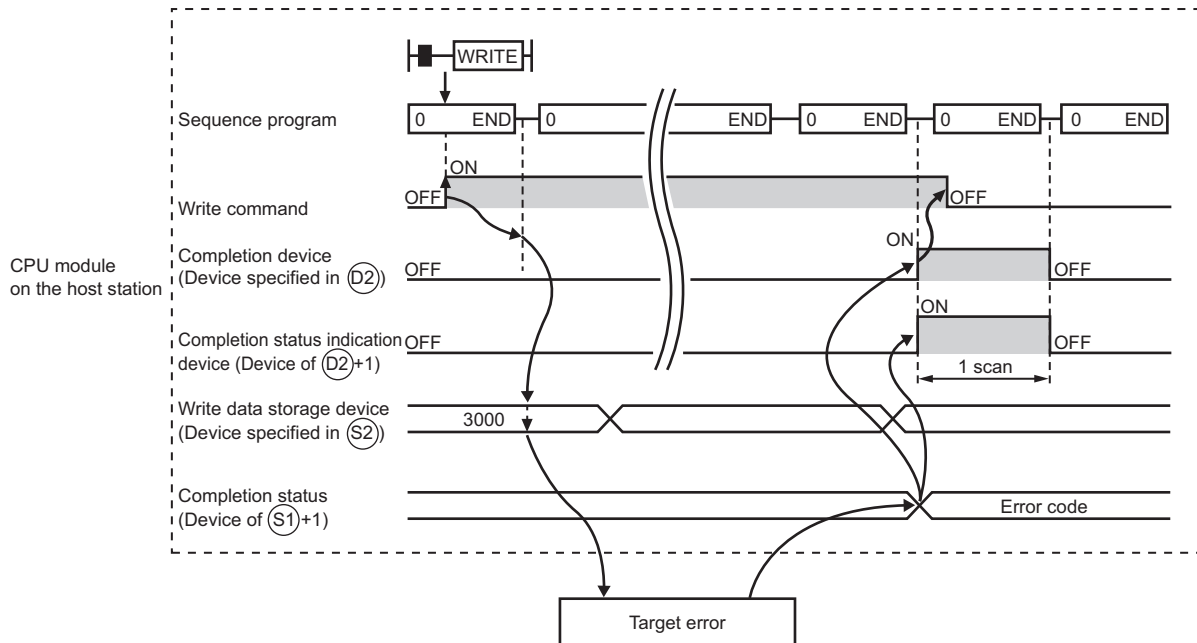 WRITE
Sequence program
0 END 0 END 0 END 0 END 0 END
ON
OFF OFF
Write command
ON
Completion device
(Device specified in D2)
OFF OFF
CPU module
on the host station
ON
Completion status indication
device (Device of D2+1)
OFF OFF
1 scan
Write data storage device
(Device specified in S2)
3000
Completion status
(Device of S1+1)
Error code
Target error